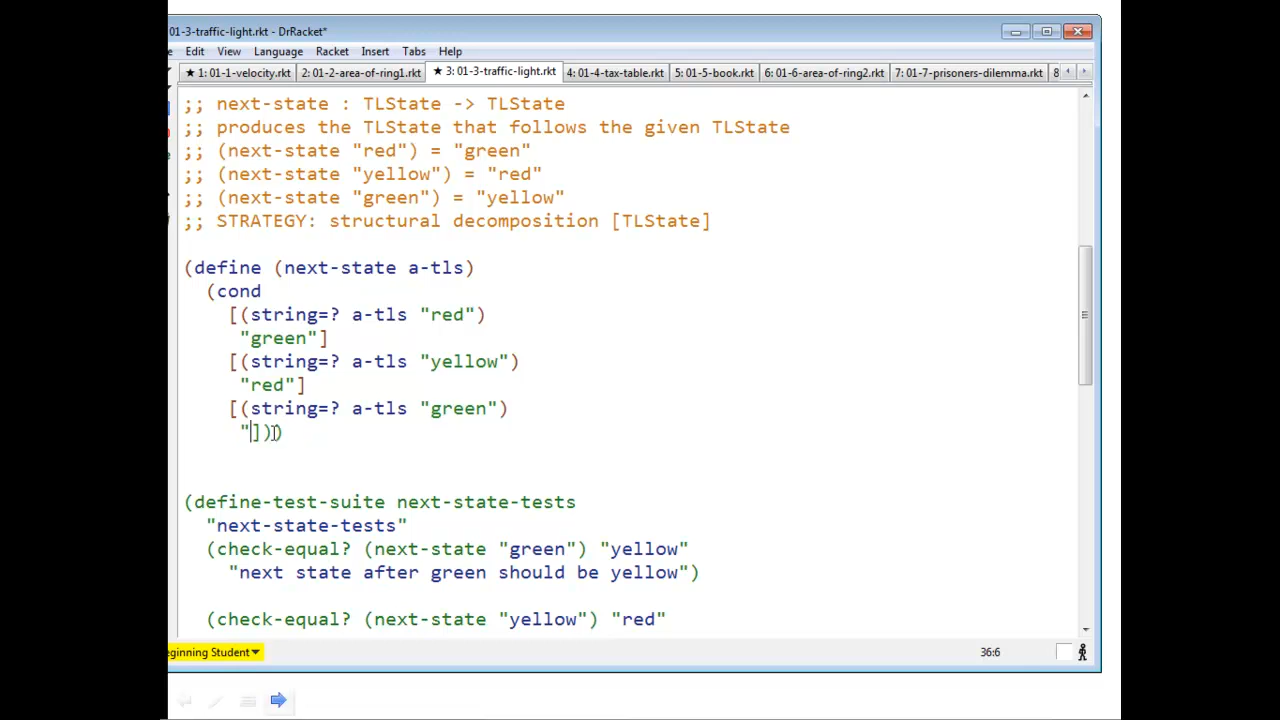 01-3-traffic-light.rkt - DrRacket*
Edit View Language Racket Insert Tabs Help
★ 1: 01-1-velocity.rkt 2: 01-2-area-of-ring1.rkt ★ 3: 01-3-traffic-light.rkt 4: 01-4-tax-table.rkt 5: 01-5-book.rkt 6: 01-6-area-of-ring2.rkt 7: 01-7-prisoners-dilemma.rkt 8
;; next-state : TLState -> TLState
;; produces the TLState that follows the given TLState
;; (next-state "red") = "green"
;; (next-state "yellow") = "red"
;; (next-state "green") = "yellow"
;; STRATEGY: structural decomposition [TLState]
(define (next-state a-tls)
(cond
[(string=? a-tls "red")
"green"]
[(string=? a-tls "yellow")
"red"]
[(string=? a-tls "green")
"]))
(define-test-suite next-state-tests
"next-state-tests"
(check-equal? (next-state "green") "yellow"
"next state after green should be yellow")
(check-equal? (next-state "yellow") "red"
eginning Student 36:6